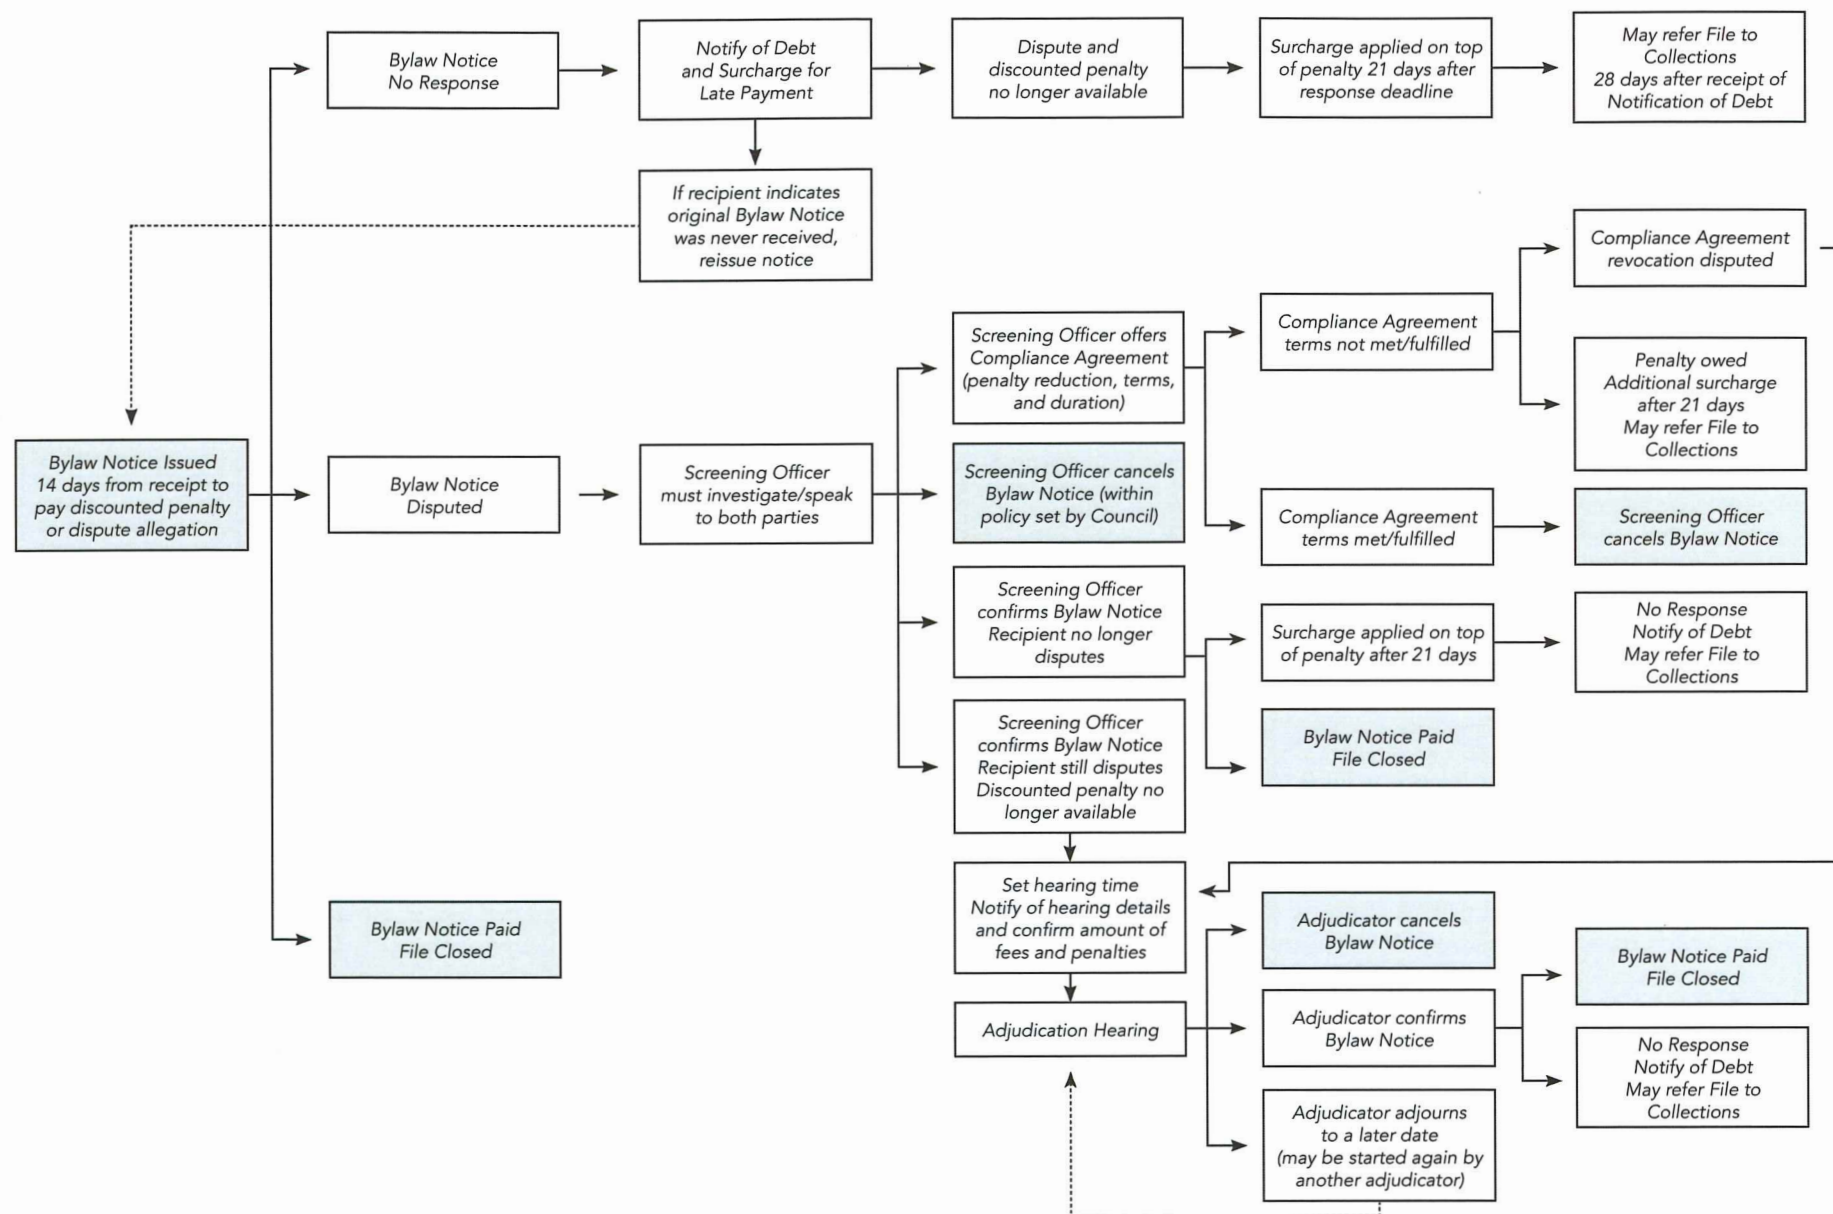 Bylaw Notice
No Response
Notify of Debt
and Surcharge for
Late Payment
Dispute and
discounted penalty
no longer available
Surcharge applied on top
of penalty 21 days after
response deadline
May refer File to
Collections
28 days after receipt of
Notification of Debt
If recipient indicates
original Bylaw Notice
was never received,
reissue notice
Compliance Agreement
revocation disputed
Screening Officer offers
Compliance Agreement
(penalty reduction, terms,
and duration)
Compliance Agreement
terms not met/fulfilled
Penalty owed
Additional surcharge
after 21 days
May refer File to
Collections
Bylaw Notice Issued
14 days from receipt to
pay discounted penalty
or dispute allegation
Bylaw Notice
Disputed
Screening Officer
must investigate/speak
to both parties
Screening Officer cancels
Bylaw Notice (within
policy set by Council)
Compliance Agreement
terms met/fulfilled
Screening Officer
cancels Bylaw Notice
Screening Officer
confirms Bylaw Notice
Recipient no longer
disputes
Surcharge applied on top
of penalty after 21 days
No Response
Notify of Debt
May refer File to
Collections
Screening Officer
confirms Bylaw Notice
Recipient still disputes
Discounted penalty no
longer available
Bylaw Notice Paid
File Closed
Set hearing time
Notify of hearing details
and confirm amount of
fees and penalties
Bylaw Notice Paid
File Closed
Adjudicator cancels
Bylaw Notice
Bylaw Notice Paid
File Closed
Adjudication Hearing
Adjudicator confirms
Bylaw Notice
No Response
Notify of Debt
May refer File to
Collections
Adjudicator adjourns
to a later date
(may be started again by
another adjudicator)